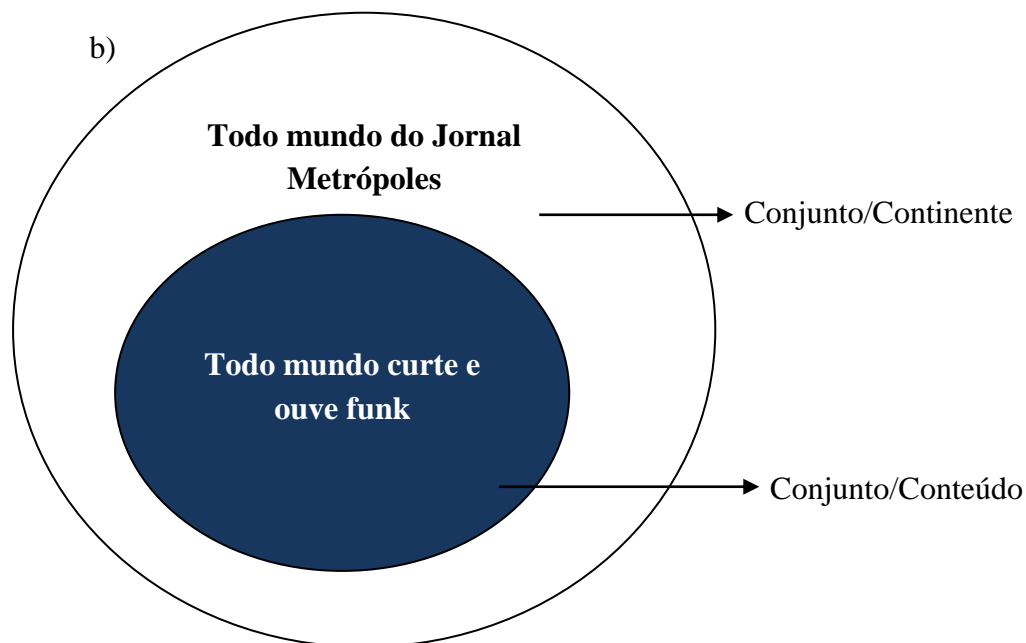 b)
Todo mundo do Jornal
Metrópoles
Conjunto/Continente
Todo mundo curte e
ouve funk
Conjunto/Conteúdo